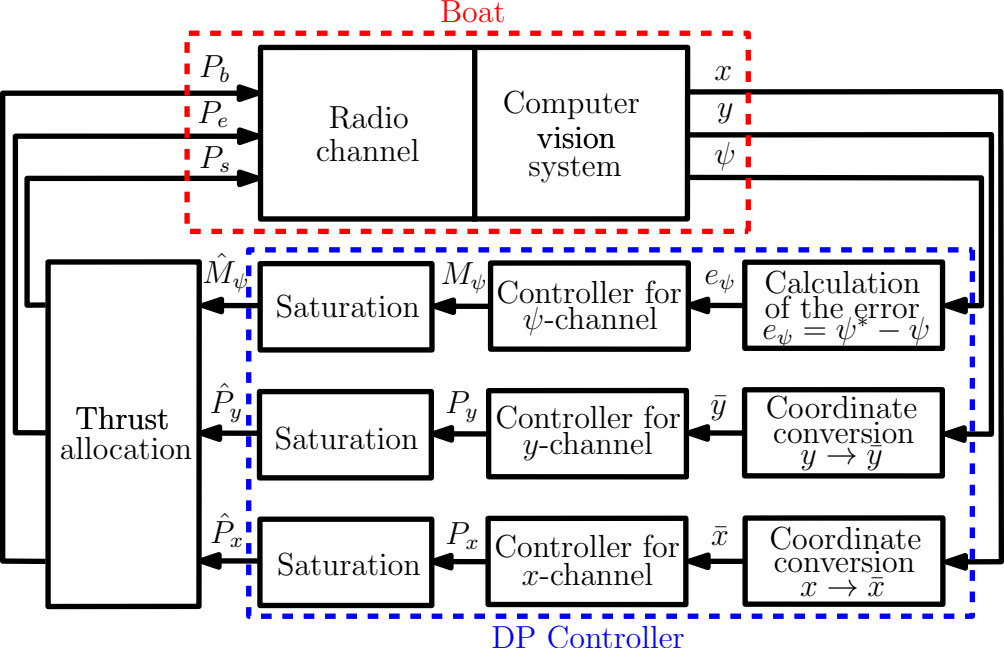 Boat
P_b
P_e
P_s
Radio
channel
Computer
vision
system
x
y
ψ
M̂_ψ
Saturation
M_ψ
Controller for
ψ-channel
e_ψ
Calculation
of the error
e_ψ = ψ* − ψ
Thrust
allocation
P̂_y
Saturation
P_y
Controller for
y-channel
ȳ
Coordinate
conversion
y → ȳ
P̂_x
Saturation
P_x
Controller for
x-channel
x̄
Coordinate
conversion
x → x̄
DP Controller